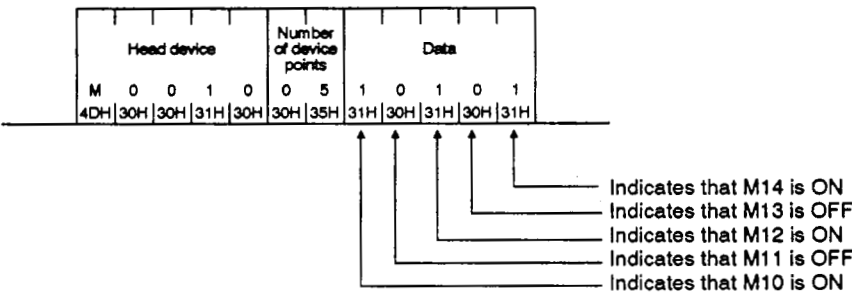 Head device
Number of device points
Data
M 0 0 1 0 0 5 1 0 1 0 1
4DH 30H 30H 31H 30H 30H 35H 31H 30H 31H 30H 31H
Indicates that M14 is ON
Indicates that M13 is OFF
Indicates that M12 is ON
Indicates that M11 is OFF
Indicates that M10 is ON